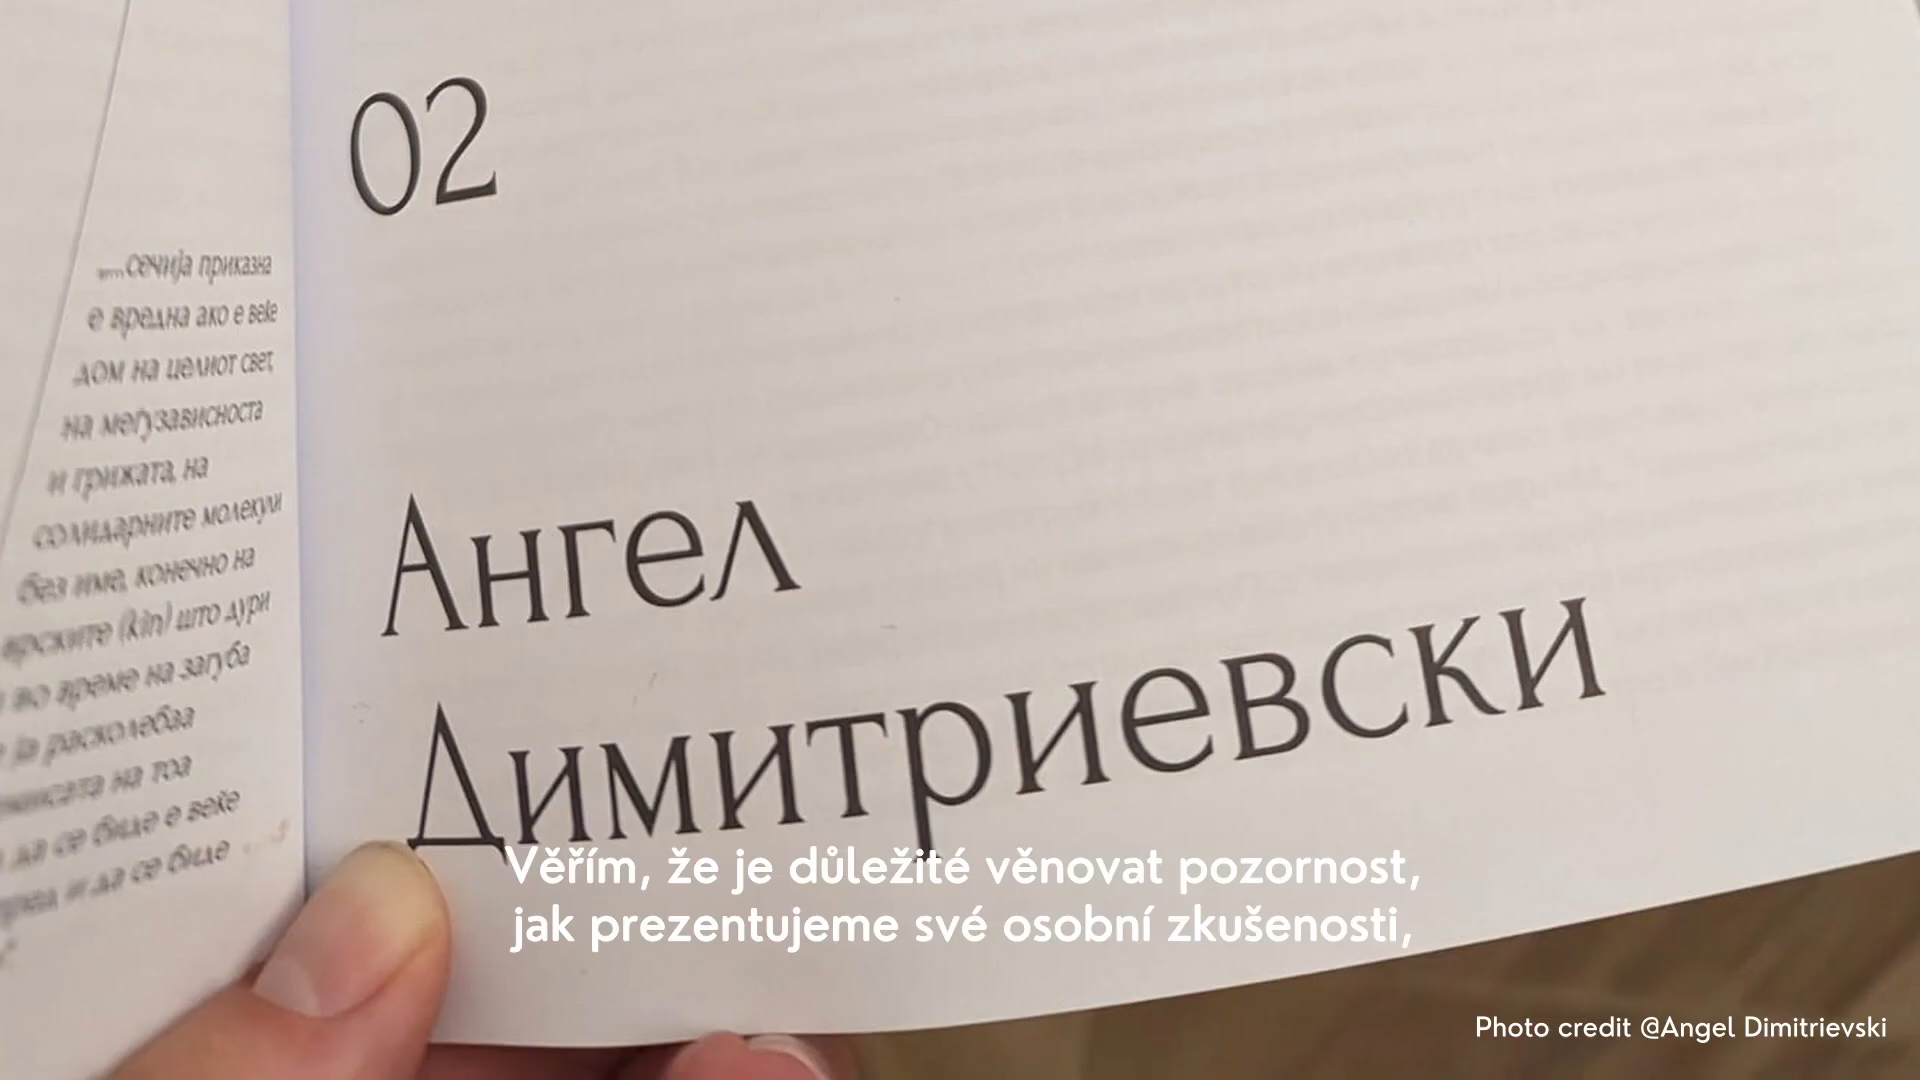 „...сечија приказна
е вредна ако е веќе
дом на целиот свет,
на меѓузависноста
и грижата, на
солидарните молекули
без име, конечно на
(kin) што дури
во време на загуба
ја расколебаа
на тоа
да се биде е веќе
и да се биде
02
Ангел
Димитриевски
Věřím, že je důležité věnovat pozornost,
jak prezentujeme své osobní zkušenosti,
Photo credit @Angel Dimitrievski